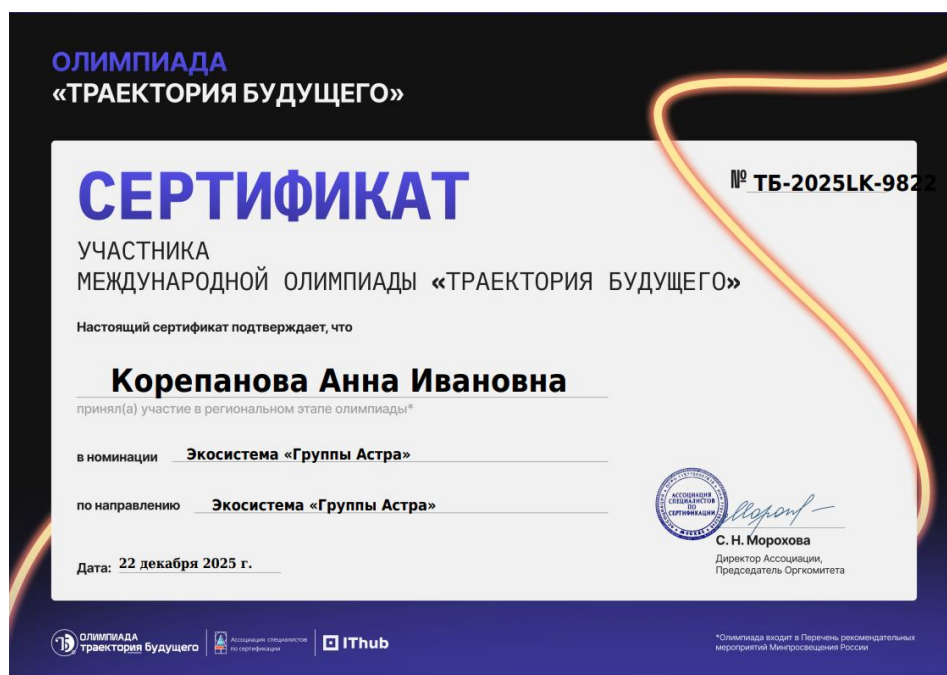 ОЛИМПИАДА
«ТРАЕКТОРИЯ БУДУЩЕГО»
СЕРТИФИКАТ
№ ТБ-2025LK-9822
УЧАСТНИКА
МЕЖДУНАРОДНОЙ ОЛИМПИАДЫ «ТРАЕКТОРИЯ БУДУЩЕГО»
Настоящий сертификат подтверждает, что
Корепанова Анна Ивановна
принял(а) участие в региональном этапе олимпиады*
в номинации Экосистема «Группы Астра»
по направлению Экосистема «Группы Астра»
АССОЦИАЦИЯ
СПЕЦИАЛИСТОВ
ПО
СЕРТИФИКАЦИИ
МОСКВА
С. Н. Морохова
Директор Ассоциации,
Председатель Оргкомитета
Дата: 22 декабря 2025 г.
ТБ ОЛИМПИАДА
траектория будущего
Ассоциация специалистов
по сертификации
IThub
*Олимпиада входит в Перечень рекомендательных
мероприятий Минпросвещения России